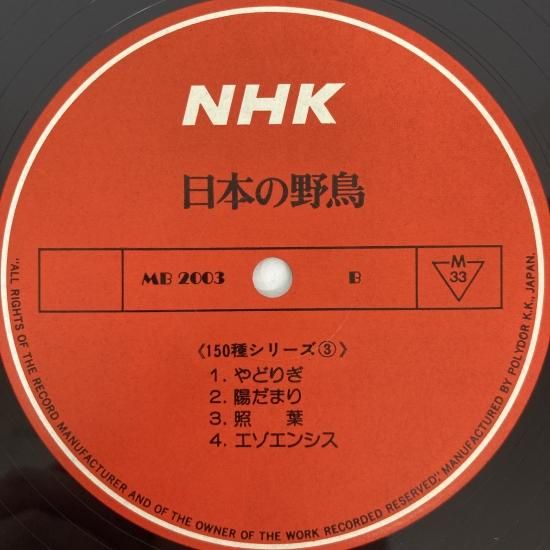 NHK
日本の野鳥
MB 2003
B
M
33
《150種シリーズ③》
1. やどりぎ
2. 陽だまり
3. 照 葉
4. エゾエンシス
"ALL RIGHTS OF THE RECORD MANUFACTURER AND OF THE OWNER OF THE WORK RECORDED RESERVED." MANUFACTURED BY POLYDOR K.K., JAPAN.